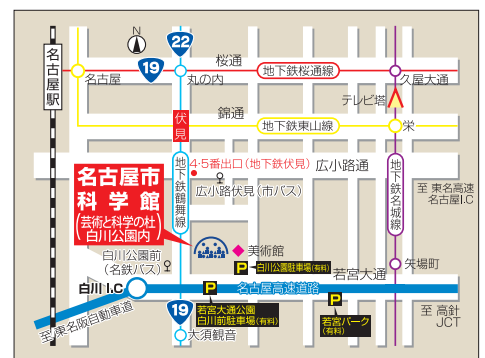 N
22
桜通
19
名古屋駅
名古屋
丸の内
地下鉄桜通線
久屋大通
テレビ塔
錦通
伏見
地下鉄東山線
栄
4·5番出口(地下鉄伏見)
広小路通
名古屋市
科学館
(芸術と科学の杜
白川公園内)
地下鉄鶴舞線
広小路伏見(市バス)
地下鉄名城線
至 東名高速
名古屋I.C
白川公園前
(名鉄バス)
美術館
P
白川公園駐車場(有料)
若宮大通
矢場町
白川 I.C
P
名古屋高速道路
若宮大通公園
白川前駐車場(有料)
P
若宮パーク
(有料)
至 高針
JCT
至東名阪自動車道
19
大須観音